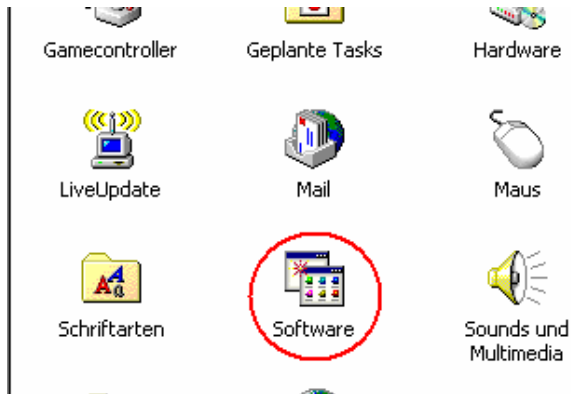 Gamecontroller
Geplante Tasks
Hardware
LiveUpdate
Mail
Maus
Schriftarten
Software
Sounds und
Multimedia